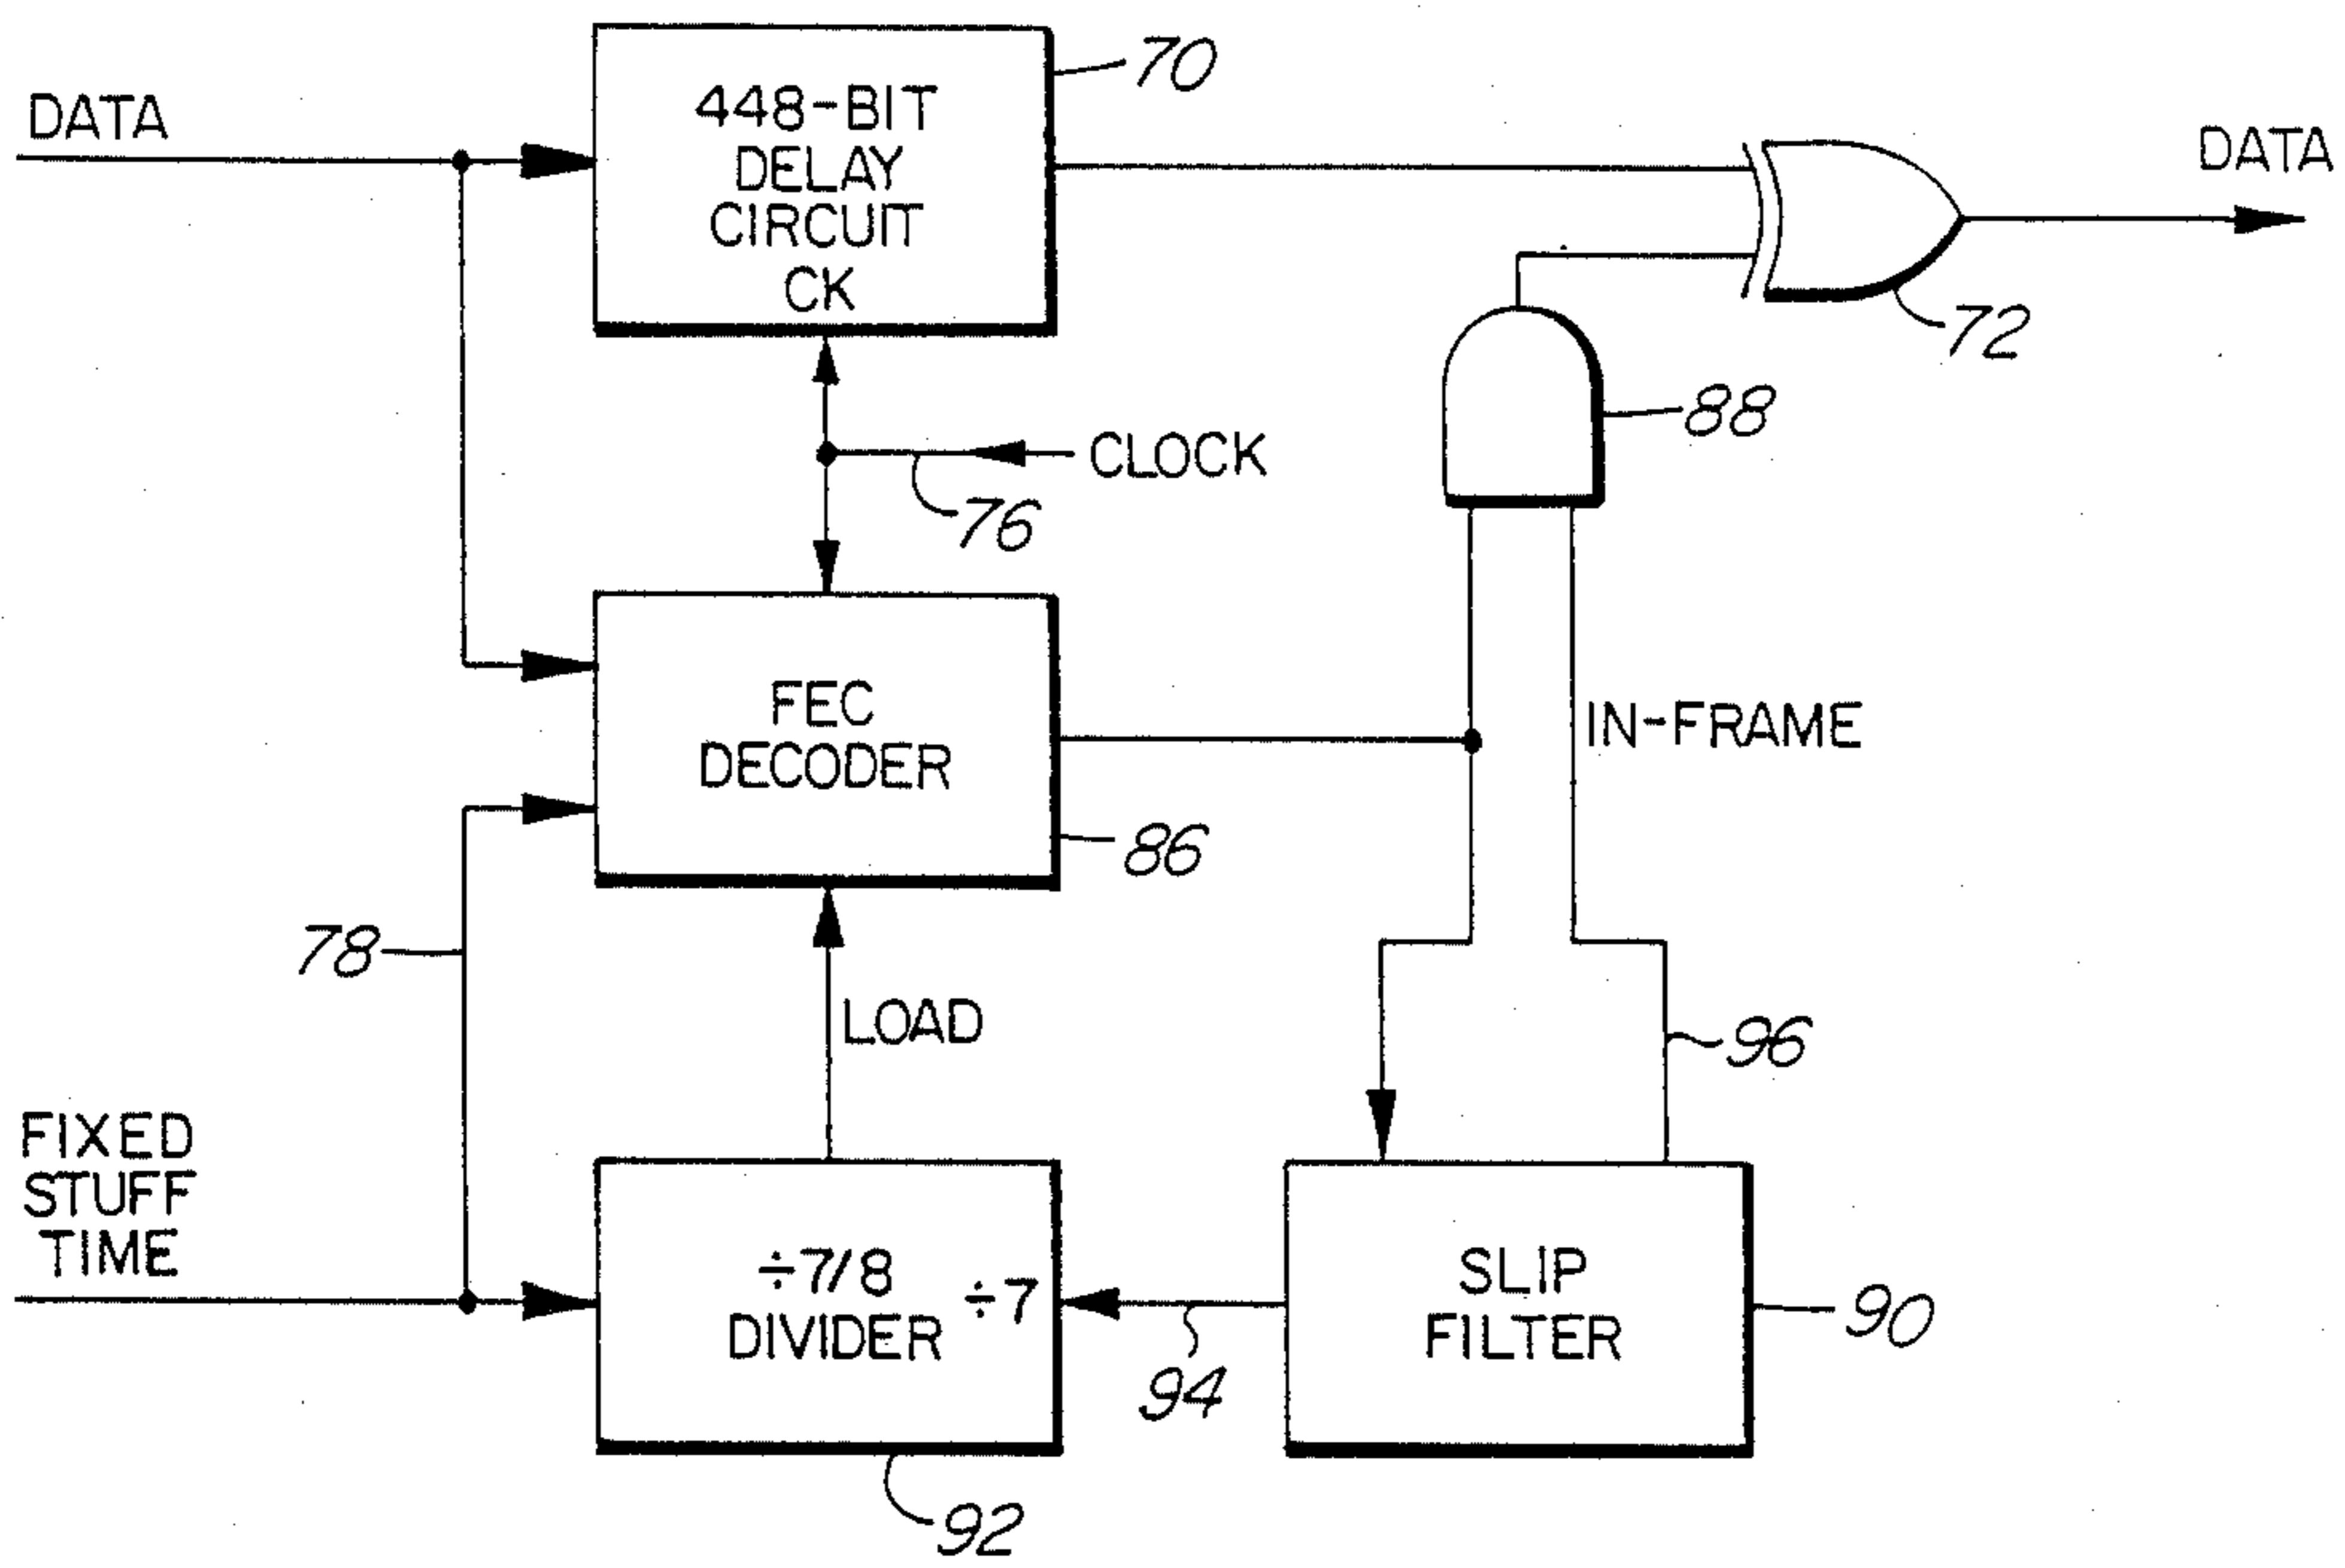 70
448-BIT
DELAY
CIRCUIT
CK
DATA
DATA
72
88
CLOCK
76
FEC
DECODER
IN-FRAME
86
78
LOAD
96
FIXED
STUFF
TIME
÷7/8
DIVIDER
÷7
SLIP
FILTER
90
94
92